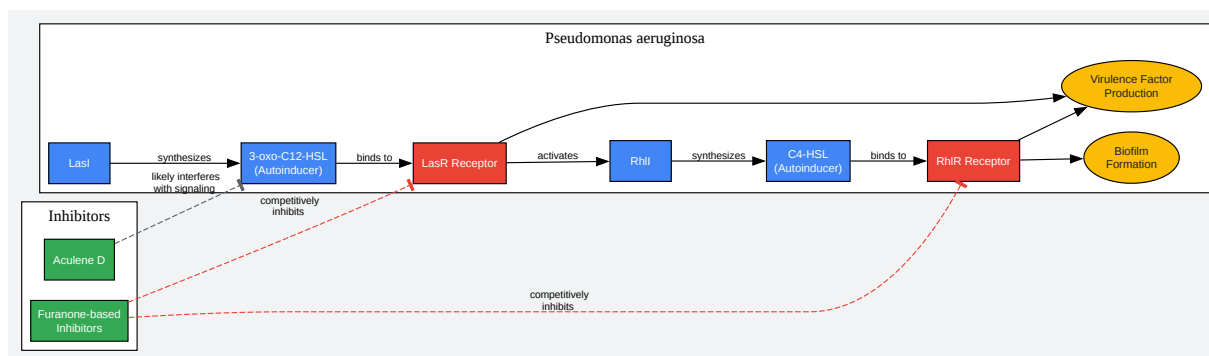 Pseudomonas aeruginosa
Virulence Factor
Production
LasI
synthesizes
3-oxo-C12-HSL
(Autoinducer)
binds to
LasR Receptor
activates
RhlI
synthesizes
C4-HSL
(Autoinducer)
binds to
RhlR Receptor
Biofilm
Formation
likely interferes
with signaling
competitively
inhibits
Inhibitors
Aculene D
Furanone-based
Inhibitors
competitively
inhibits